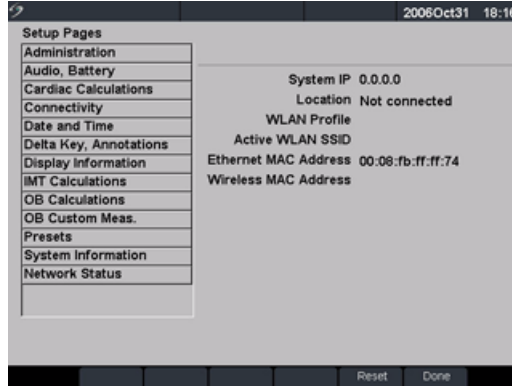 2006Oct31 18:16
Setup Pages
Administration
Audio, Battery
Cardiac Calculations
Connectivity
Date and Time
Delta Key, Annotations
Display Information
IMT Calculations
OB Calculations
OB Custom Meas.
Presets
System Information
Network Status
System IP 0.0.0.0
Location Not connected
WLAN Profile
Active WLAN SSID
Ethernet MAC Address 00:08:fb:ff:ff:74
Wireless MAC Address
Reset Done